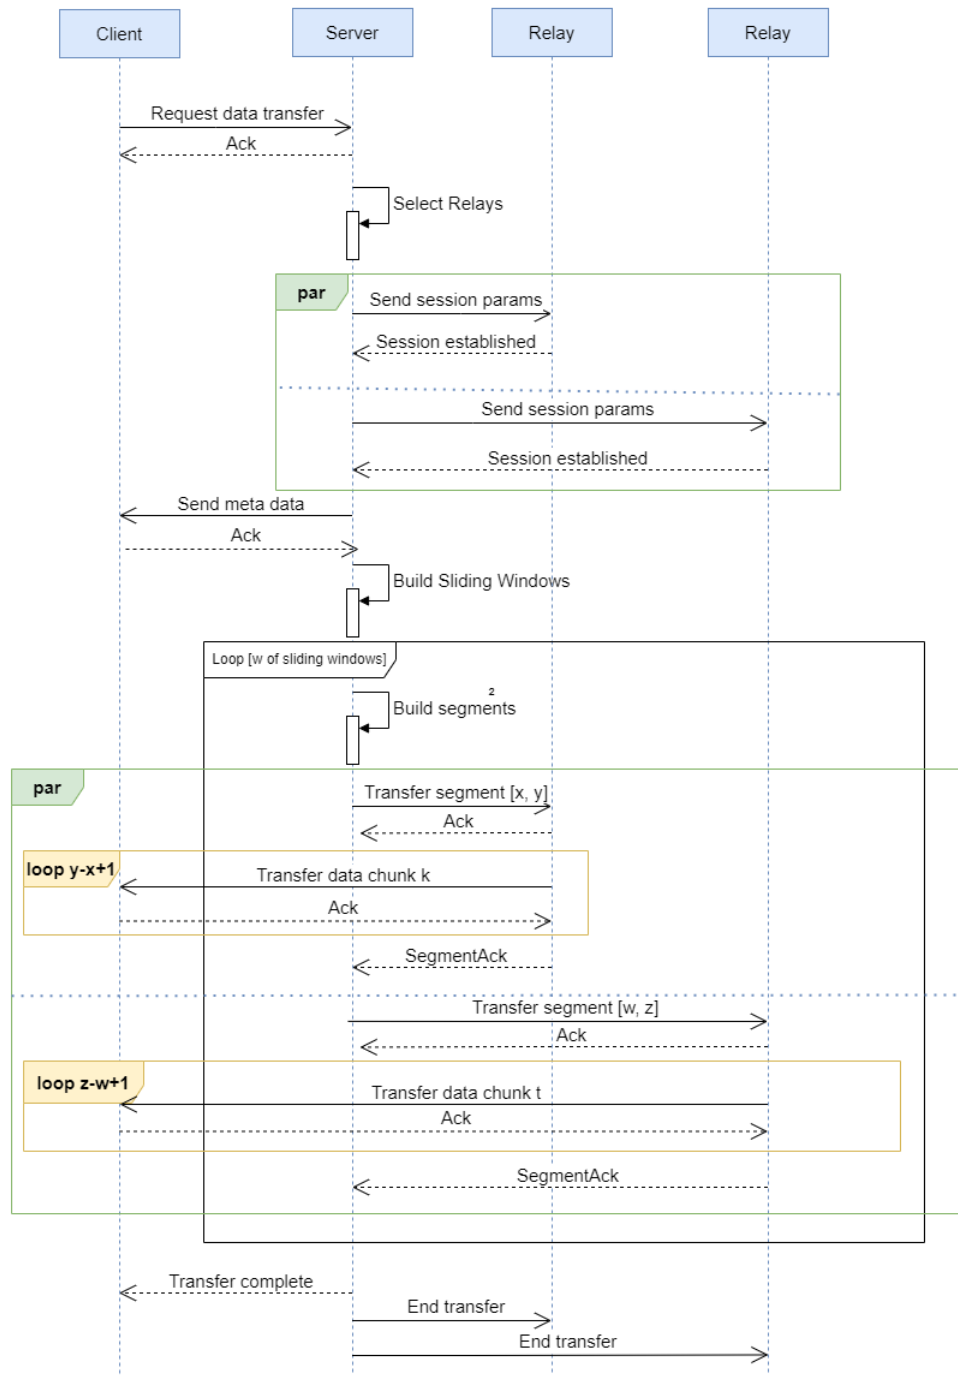 Client
Server
Relay
Relay
Request data transfer
Ack
Select Relays
par
Send session params
Session established
Send session params
Session established
Send meta data
Ack
Build Sliding Windows
Loop [w of sliding windows]
2
Build segments
par
Transfer segment [x, y]
Ack
loop y-x+1
Transfer data chunk k
Ack
SegmentAck
Transfer segment [w, z]
Ack
loop z-w+1
Transfer data chunk t
Ack
SegmentAck
Transfer complete
End transfer
End transfer